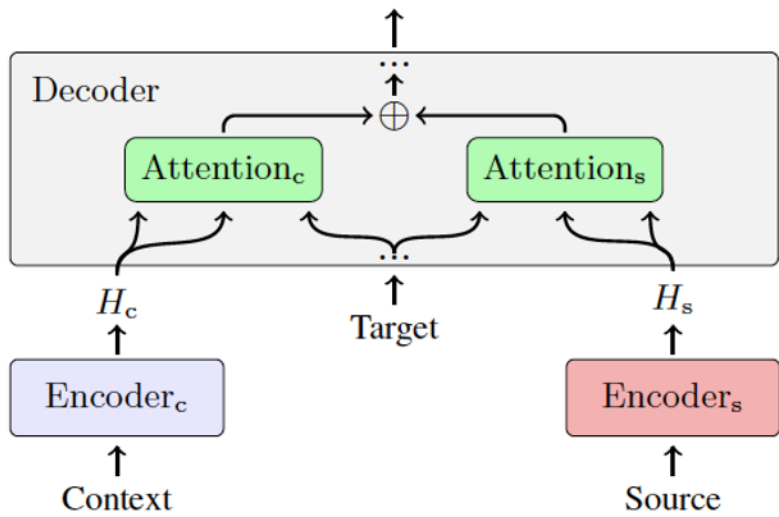 ...
Decoder
⊕
Attention_c
Attention_s
...
H_c
H_s
Target
Encoder_c
Encoder_s
Context
Source